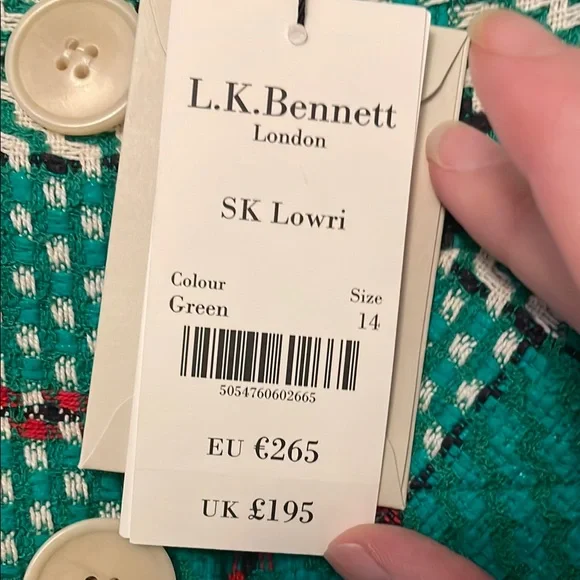 L.K.Bennett
London
SK Lowri
Colour
Green
Size
14
5054760602665
EU €265
UK £195